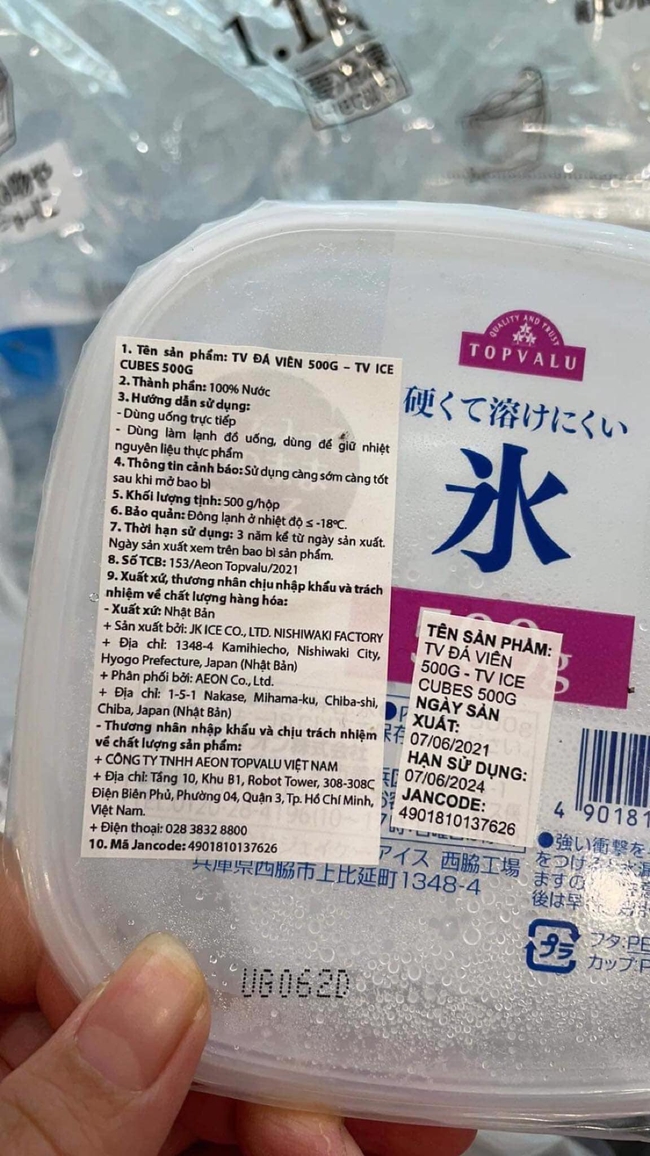 1.1k
QUALITY AND TRUST
TOPVALU
硬くて溶けにくい
氷
1. Tên sản phẩm: TV ĐÁ VIÊN 500G – TV ICE
CUBES 500G
2. Thành phần: 100% Nước
3. Hướng dẫn sử dụng:
- Dùng uống trực tiếp
- Dùng làm lạnh đồ uống, dùng để giữ nhiệt
nguyên liệu thực phẩm
4. Thông tin cảnh báo: Sử dụng càng sớm càng tốt
sau khi mở bao bì
5. Khối lượng tịnh: 500 g/hộp
6. Bảo quản: Đông lạnh ở nhiệt độ ≤ -18ºC.
7. Thời hạn sử dụng: 3 năm kể từ ngày sản xuất.
Ngày sản xuất xem trên bao bì sản phẩm.
8. Số TCB: 153/Aeon Topvalu/2021
9. Xuất xứ, thương nhân chịu nhập khẩu và trách
nhiệm về chất lượng hàng hóa:
- Xuất xứ: Nhật Bản
+ Sản xuất bởi: JK ICE CO., LTD. NISHIWAKI FACTORY
+ Địa chỉ: 1348-4 Kamihiecho, Nishiwaki City,
Hyogo Prefecture, Japan (Nhật Bản)
+ Phân phối bởi: AEON Co., Ltd.
+ Địa chỉ: 1-5-1 Nakase, Mihama-ku, Chiba-shi,
Chiba, Japan (Nhật Bản)
- Thương nhân nhập khẩu và chịu trách nhiệm
về chất lượng sản phẩm:
+ CÔNG TY TNHH AEON TOPVALU VIỆT NAM
+ Địa chỉ: Tầng 10, Khu B1, Robot Tower, 308-308C
Điện Biên Phủ, Phường 04, Quận 3, Tp. Hồ Chí Minh,
Việt Nam.
+ Điện thoại: 028 3832 8800
10. Mã Jancode: 4901810137626
TÊN SẢN PHẨM:
TV ĐÁ VIÊN
500G - TV ICE
CUBES 500G
NGÀY SẢN
XUẤT:
07/06/2021
HẠN SỬ DỤNG:
07/06/2024
JANCODE:
4901810137626
4 90181
アイス 西脇工場
兵庫県西脇市上比延町1348-4
●強い衝撃を
をつけ
ますの
後は早
プラ
フタ:PE
カップ:P
UG062D